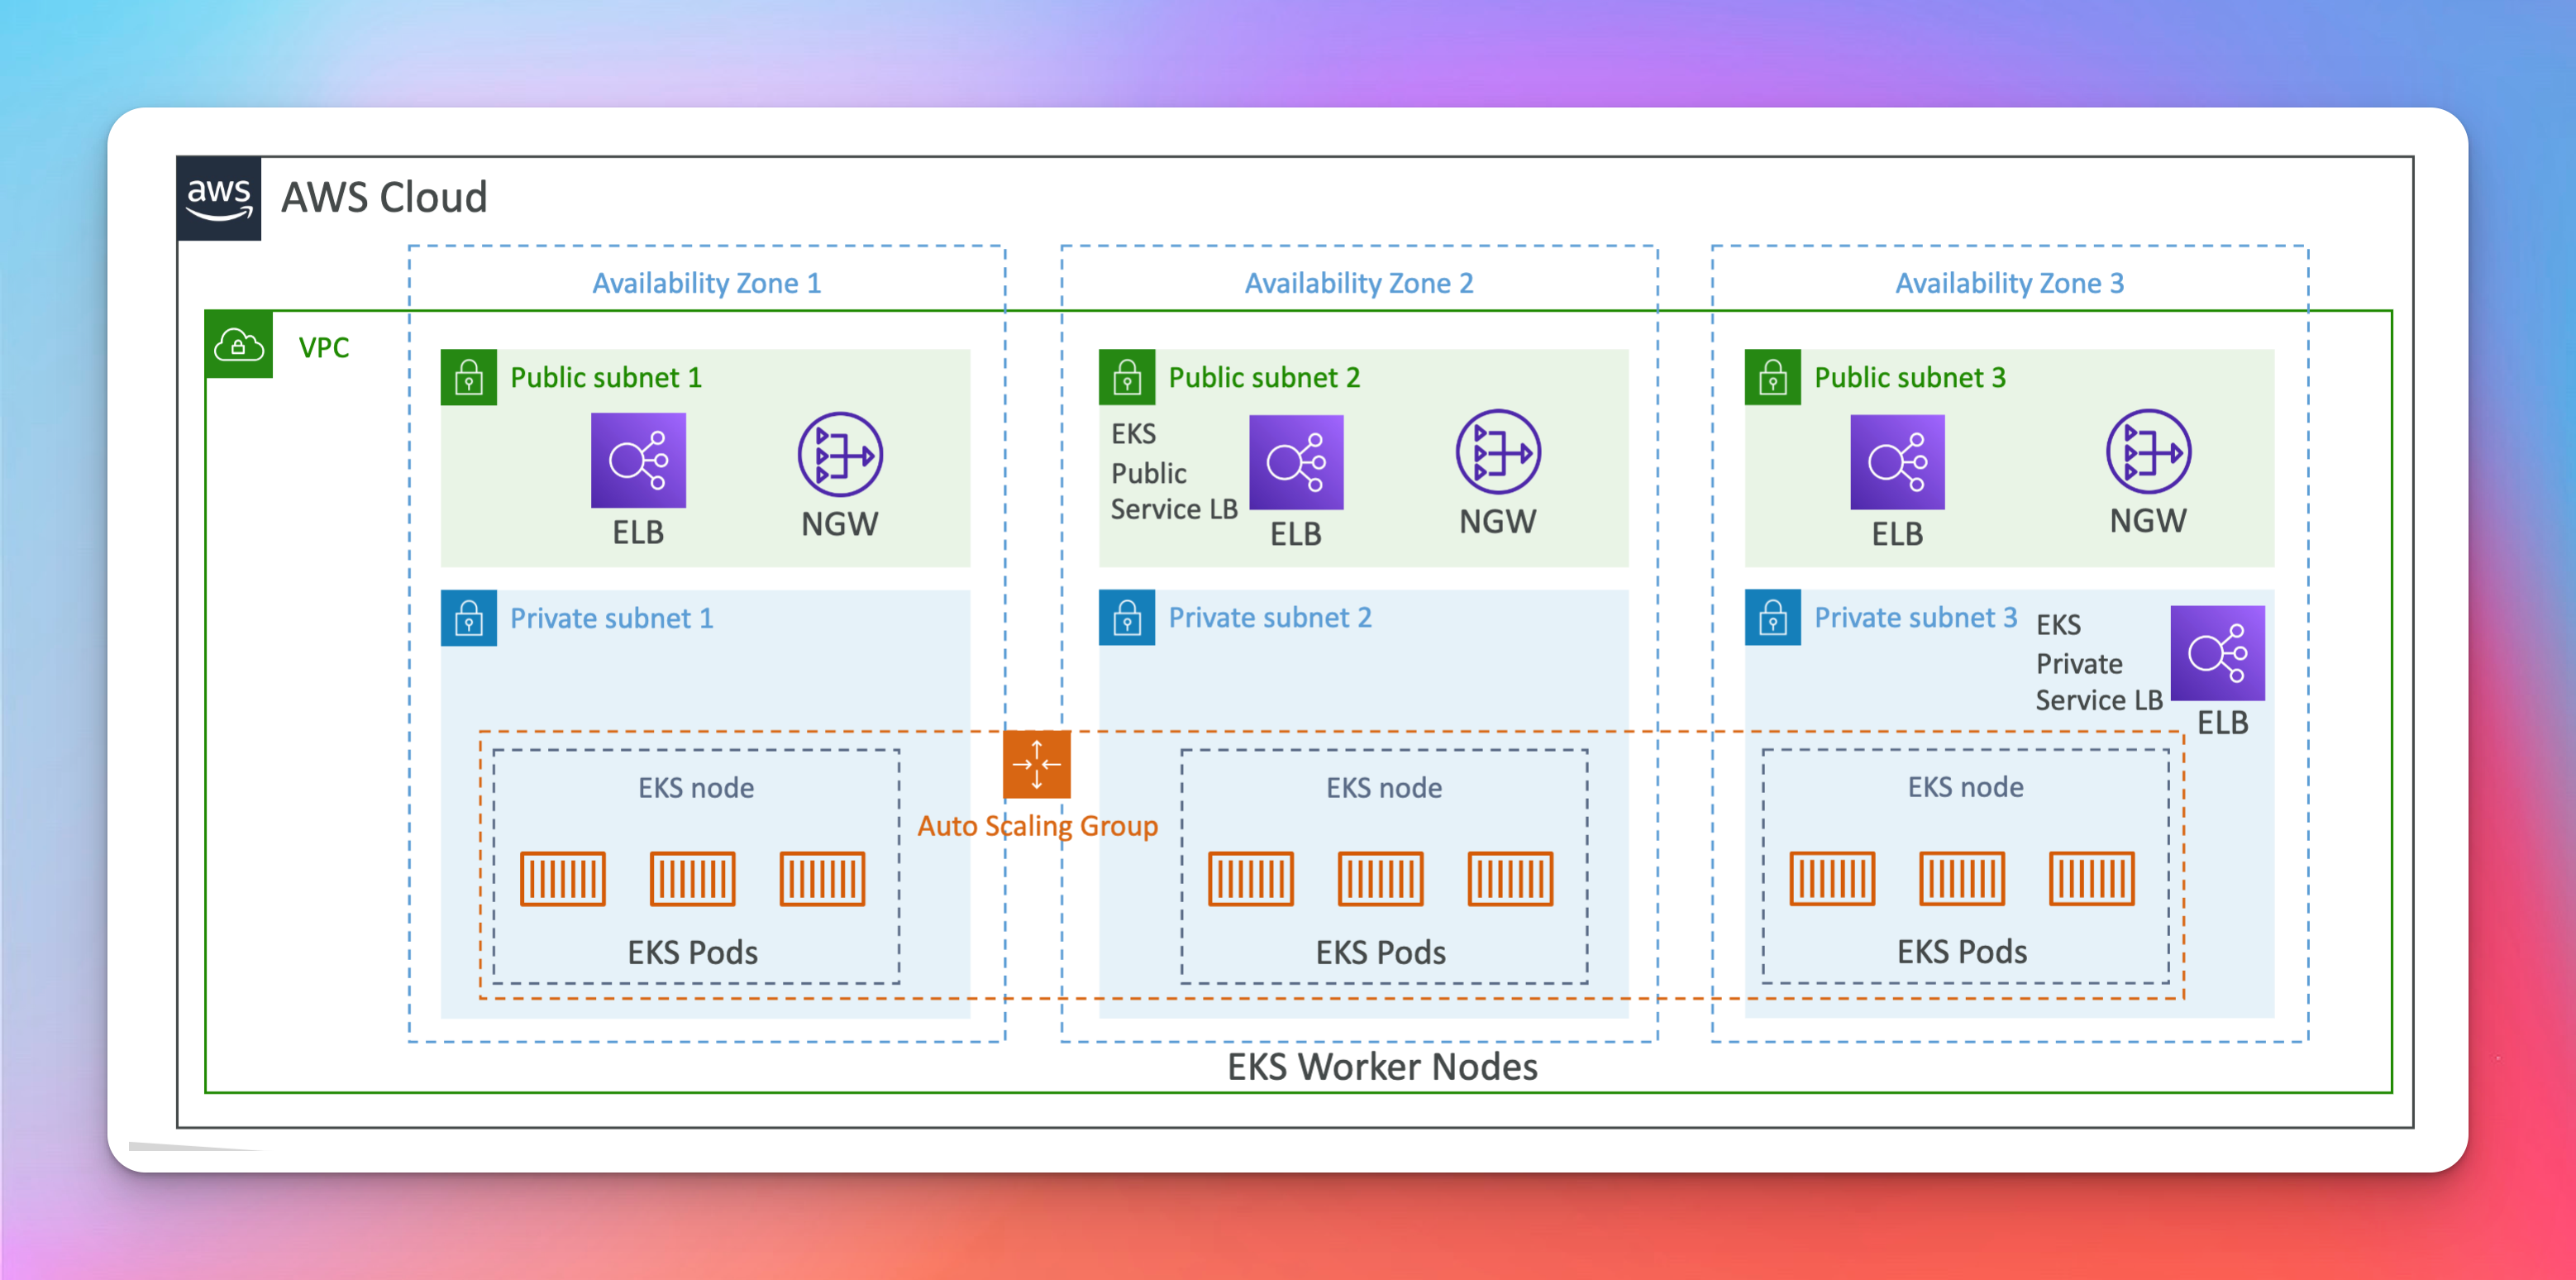 aws
AWS Cloud
Availability Zone 1
Availability Zone 2
Availability Zone 3
VPC
Public subnet 1
ELB
NGW
Public subnet 2
EKS
Public
Service LB
ELB
NGW
Public subnet 3
ELB
NGW
Private subnet 1
Private subnet 2
Private subnet 3
EKS
Private
Service LB
ELB
Auto Scaling Group
EKS node
EKS Pods
EKS node
EKS Pods
EKS node
EKS Pods
EKS Worker Nodes